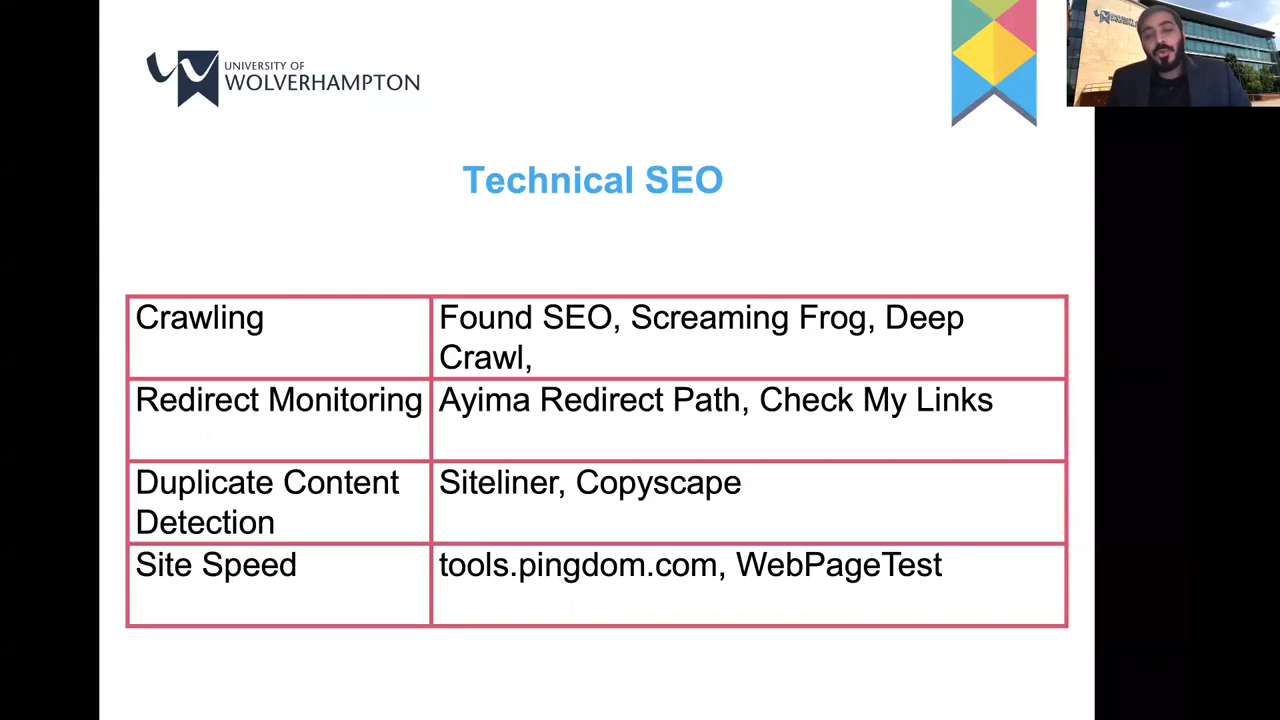 UNIVERSITY OF
WOLVERHAMPTON
Technical SEO
Crawling
Found SEO, Screaming Frog, Deep
Crawl,
Redirect Monitoring
Ayima Redirect Path, Check My Links
Duplicate Content
Detection
Siteliner, Copyscape
Site Speed
tools.pingdom.com, WebPageTest